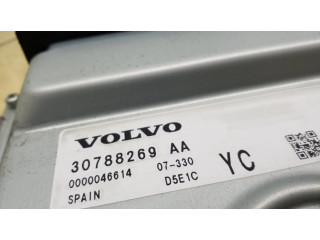 VOLVO
30788269 AA
0000046614 07-330 YC
SPAIN D5E1C